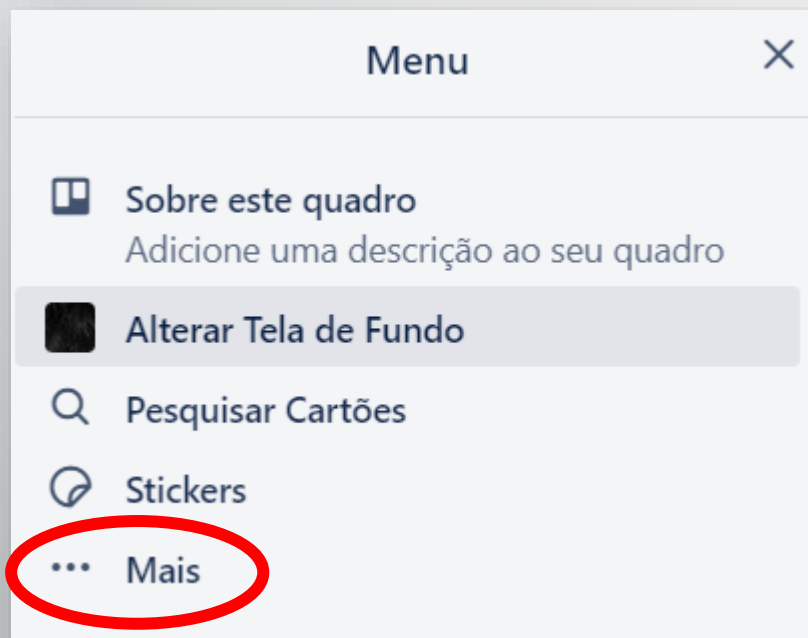 Menu
Sobre este quadro
Adicione uma descrição ao seu quadro
Alterar Tela de Fundo
Pesquisar Cartões
Stickers
Mais